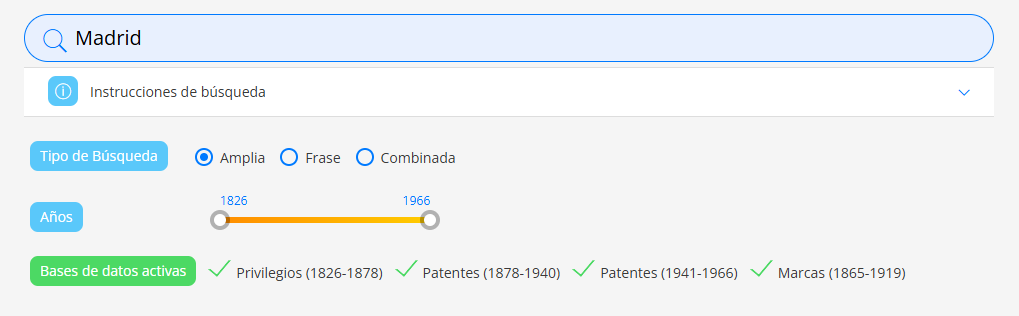 Madrid
Instrucciones de búsqueda
Tipo de Búsqueda Amplia Frase Combinada
1826 1966
Años
Bases de datos activas Privilegios (1826-1878) Patentes (1878-1940) Patentes (1941-1966) Marcas (1865-1919)